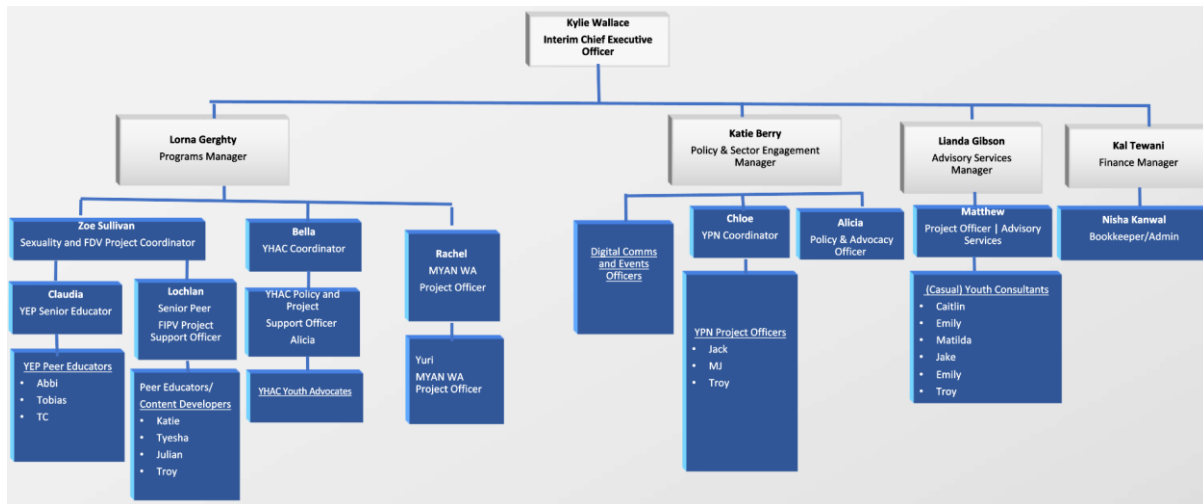 Kylie Wallace
Interim Chief Executive
Officer
Lorna Gerghty
Programs Manager
Katie Berry
Policy & Sector Engagement
Manager
Lianda Gibson
Advisory Services
Manager
Kal Tewani
Finance Manager
Zoe Sullivan
Sexuality and FDV Project Coordinator
Bella
YHAC Coordinator
Rachel
MYAN WA
Project Officer
Digital Comms
and Events
Officers
Chloe
YPN Coordinator
Alicia
Policy & Advocacy
Officer
Matthew
Project Officer | Advisory
Services
Nisha Kanwal
Bookkeeper/Admin
Claudia
YEP Senior Educator
Lochlan
Senior Peer
FIPV Project
Support Officer
YHAC Policy and
Project
Support Officer
Alicia
Yuri
MYAN WA
Project Officer
YPN Project Officers
• Jack
• MJ
• Troy
(Casual) Youth Consultants
• Caitlin
• Emily
• Matilda
• Jake
• Emily
• Troy
YEP Peer Educators
• Abbi
• Tobias
• TC
Peer Educators/
Content Developers
• Katie
• Tyesha
• Julian
• Troy
YHAC Youth Advocates